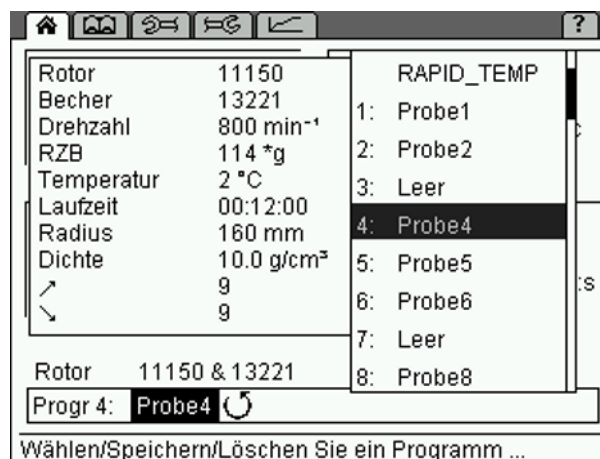 ?
Rotor 11150
Becher 13221
Drehzahl 800 min⁻¹
RZB 114 *g
Temperatur 2 °C
Laufzeit 00:12:00
Radius 160 mm
Dichte 10.0 g/cm³
↗ 9
↘ 9
RAPID_TEMP
1: Probe1
2: Probe2
3: Leer
4: Probe4
5: Probe5
6: Probe6
7: Leer
8: Probe8
:s
Rotor 11150 & 13221
Progr 4: Probe4
Wählen/Speichern/Löschen Sie ein Programm ...